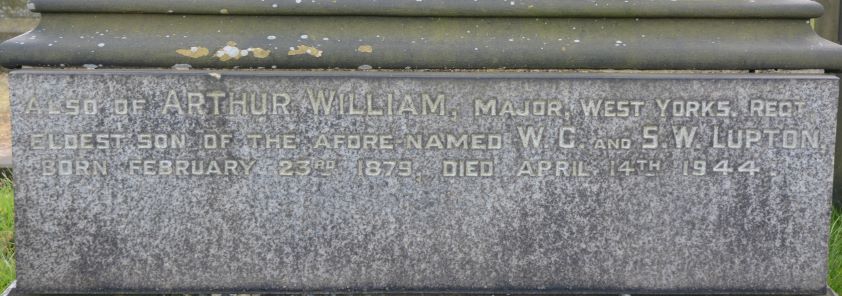 ALSO OF ARTHUR WILLIAM, MAJOR, WEST YORKS. REGT
ELDEST SON OF THE AFORE-NAMED W.C. AND S.W. LUPTON,
BORN FEBRUARY 23RD 1879, DIED APRIL 14TH 1944.